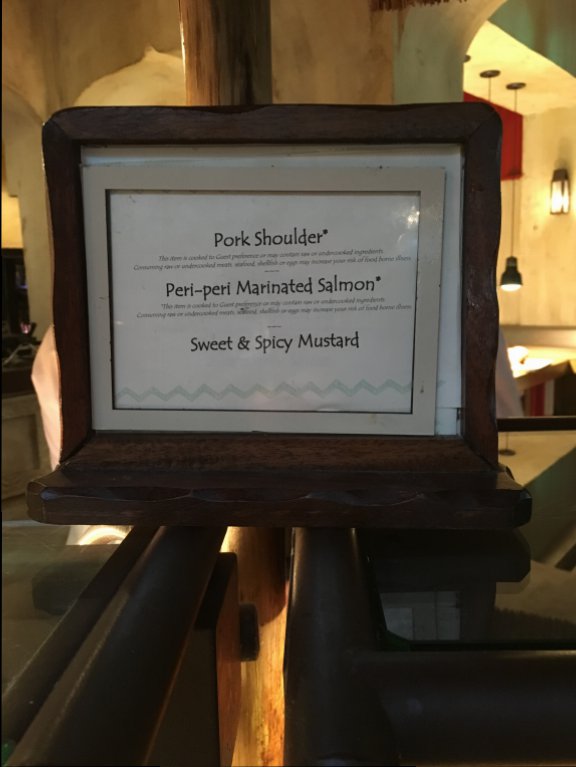 Pork Shoulder*
This item is cooked to Guest preference or may contain raw or undercooked ingredients.
Consuming raw or undercooked meats, seafood, shellfish or eggs may increase your risk of food borne illness.
Peri-peri Marinated Salmon*
*This item is cooked to Guest preference or may contain raw or undercooked ingredients.
Consuming raw or undercooked meats, seafood, shellfish or eggs may increase your risk of food borne illness.
Sweet & Spicy Mustard